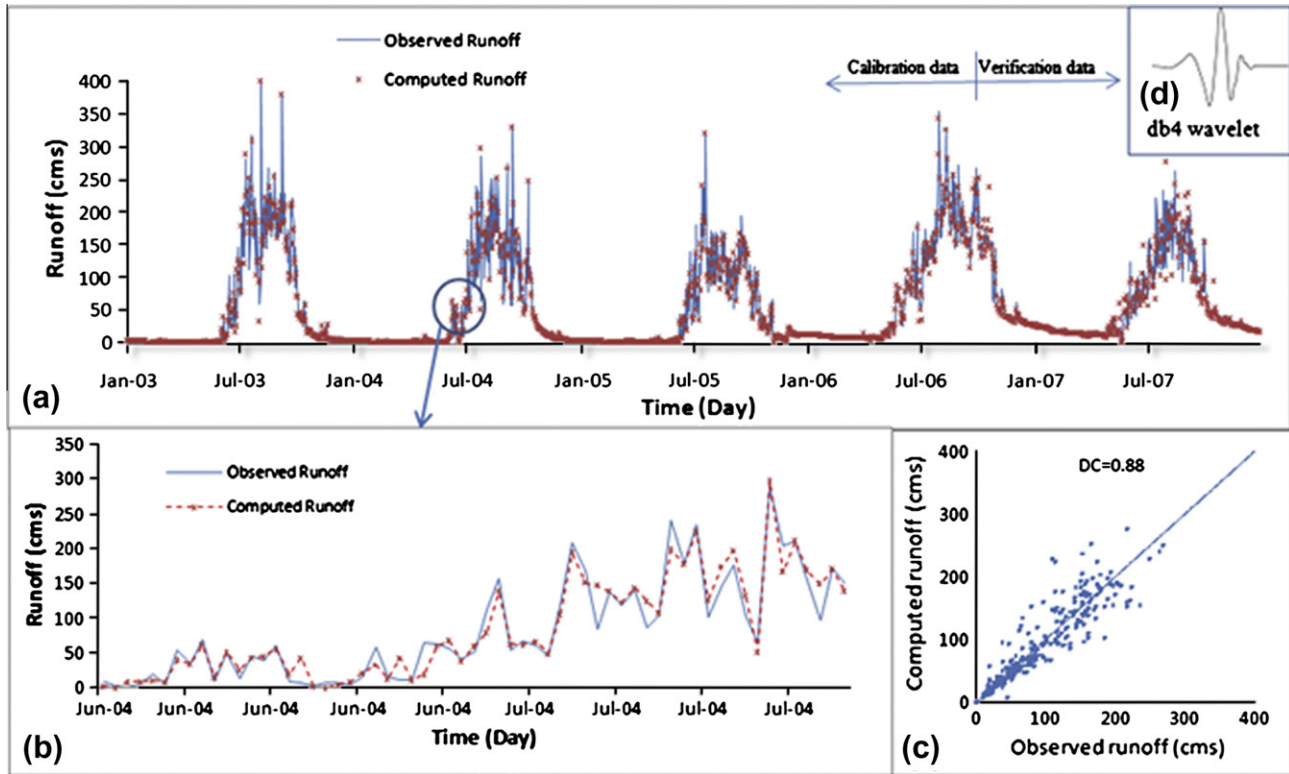 Observed Runoff
Computed Runoff
Calibration data
Verification data
(d)
db4 wavelet
400
350
300
250
200
150
100
50
0
Runoff (cms)
Jan-03
Jul-03
Jan-04
Jul-04
Jan-05
Jul-05
Jan-06
Jul-06
Jan-07
Jul-07
Time (Day)
(a)
350
300
250
200
150
100
50
0
Runoff (cms)
Observed Runoff
Computed Runoff
Jun-04
Jun-04
Jun-04
Jun-04
Jun-04
Jul-04
Jul-04
Jul-04
Jul-04
Time (Day)
(b)
DC=0.88
400
300
200
100
0
Computed runoff (cms)
0
100
200
300
400
Observed runoff (cms)
(c)